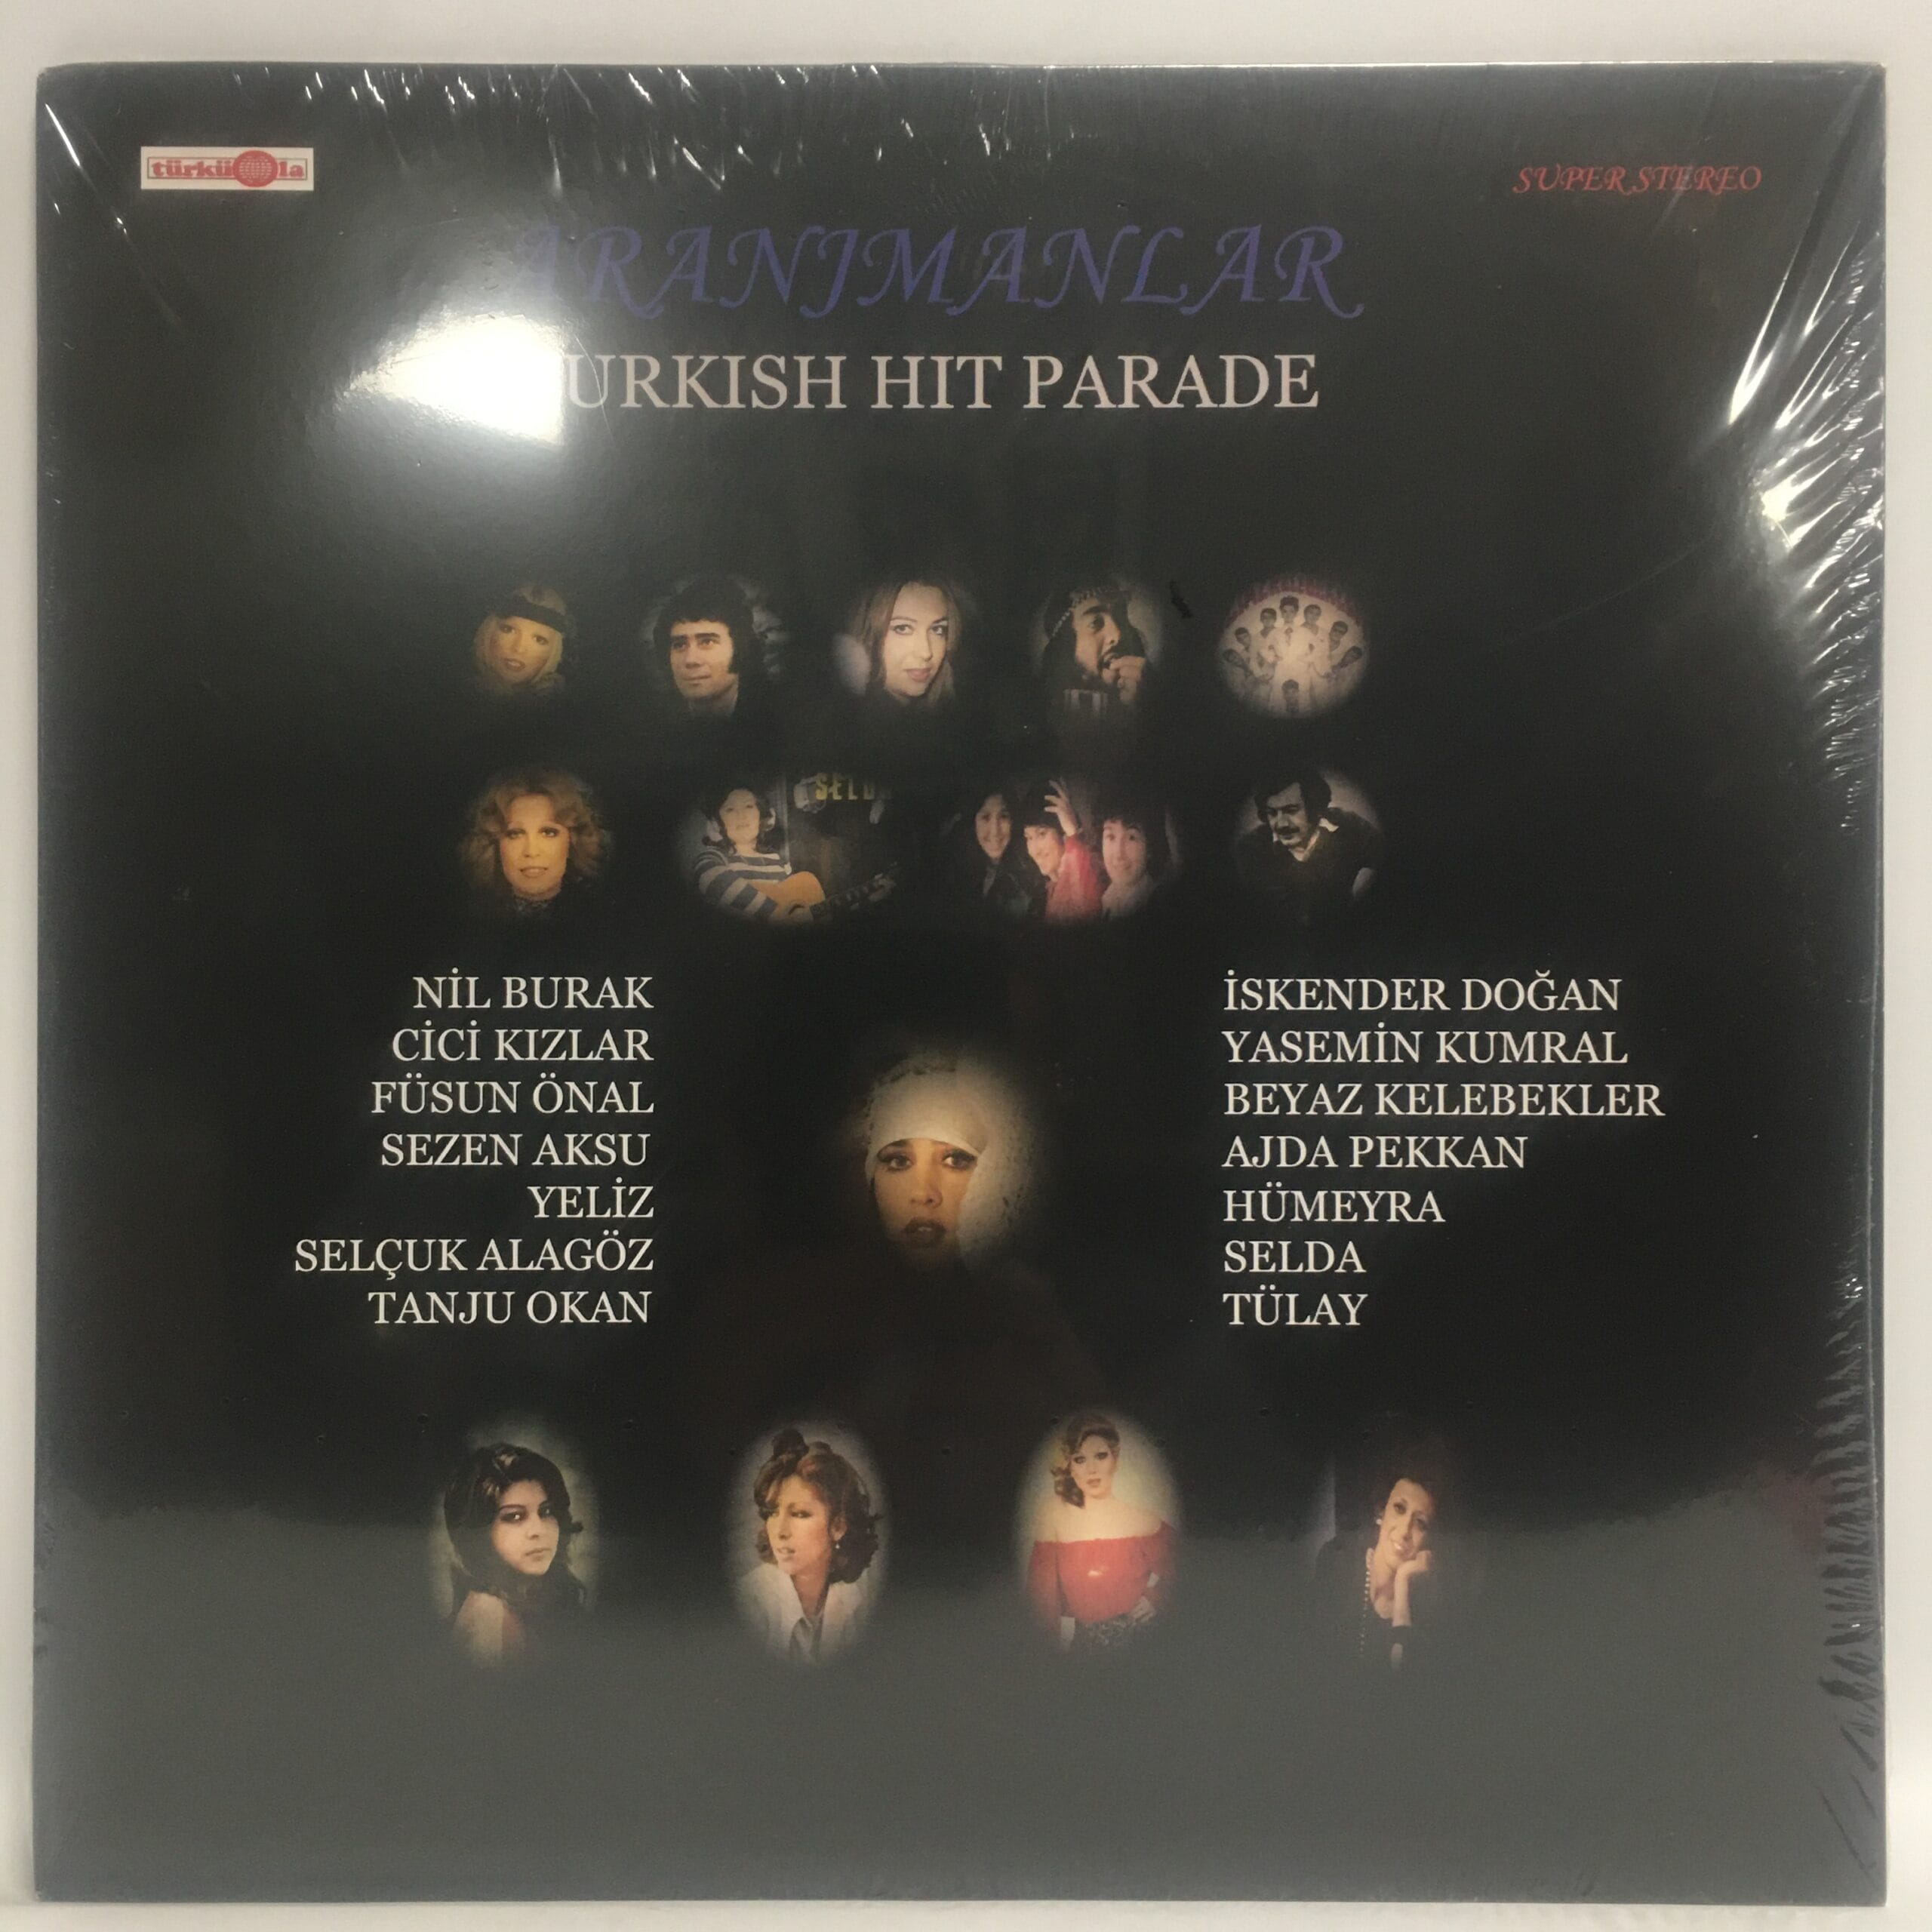 türküola
SUPER STEREO
ARANJMANLAR
TURKISH HIT PARADE
SELD
NİL BURAK
CİCİ KIZLAR
FÜSUN ÖNAL
SEZEN AKSU
YELİZ
SELÇUK ALAGÖZ
TANJU OKAN
İSKENDER DOĞAN
YASEMİN KUMRAL
BEYAZ KELEBEKLER
AJDA PEKKAN
HÜMEYRA
SELDA
TÜLAY